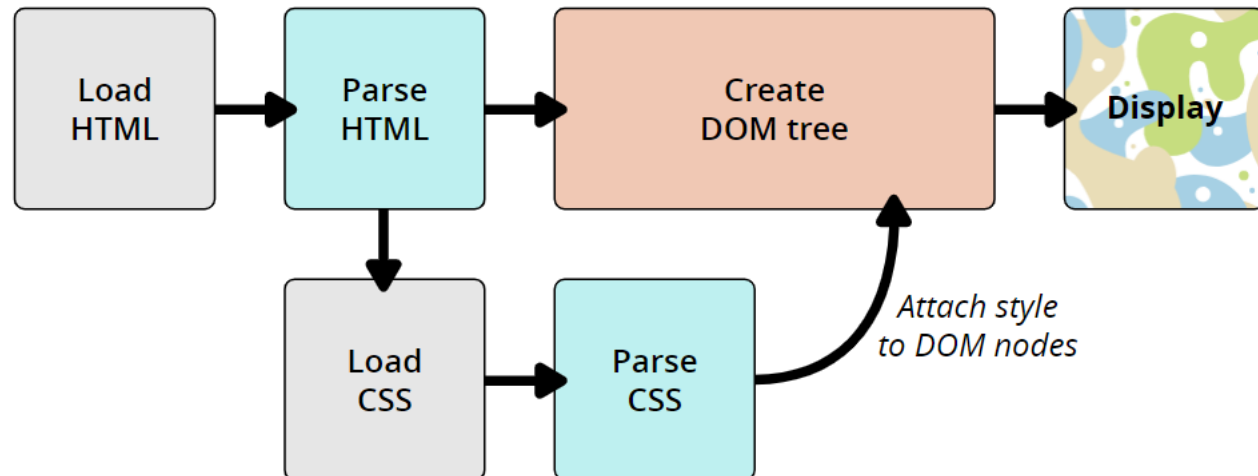 Load
HTML
Parse
HTML
Create
DOM tree
Display
Load
CSS
Parse
CSS
Attach style
to DOM nodes